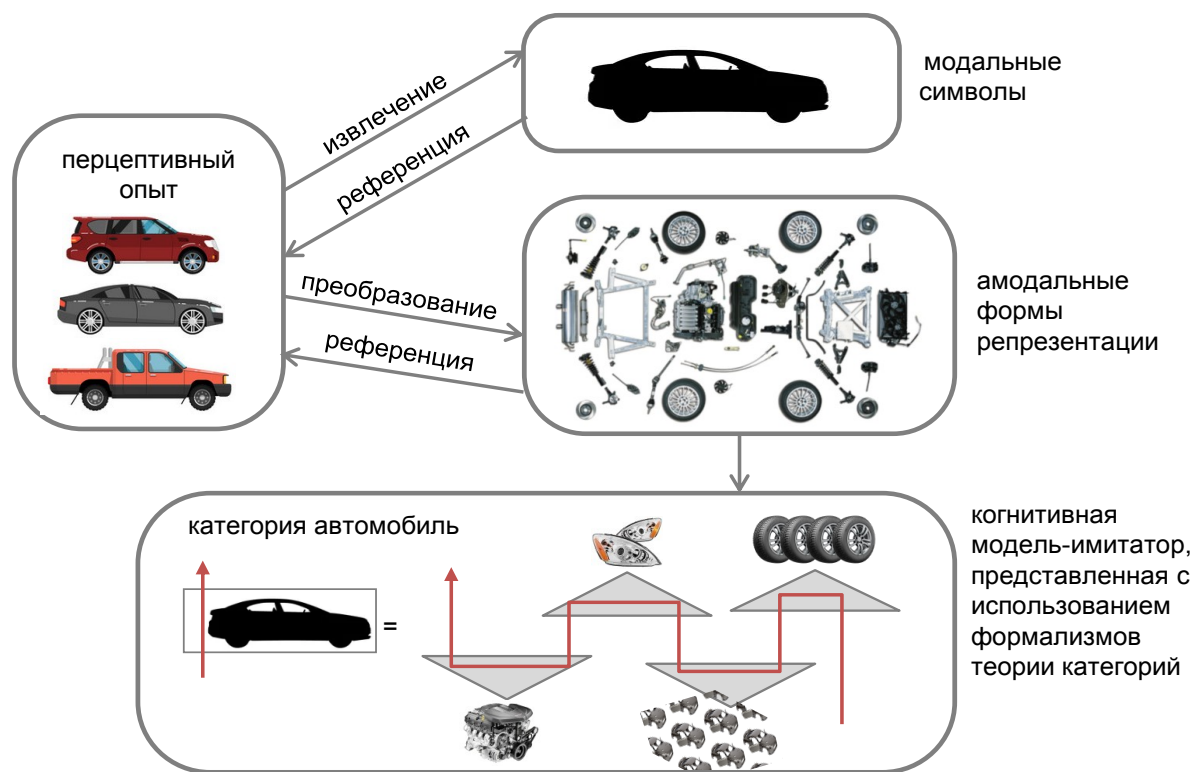 модальные
символы
извлечение
референция
перцептивный
опыт
преобразование
референция
амодальные
формы
репрезентации
категория автомобиль
=
когнитивная
модель-имитатор,
представленная с
использованием
формализмов
теории категорий